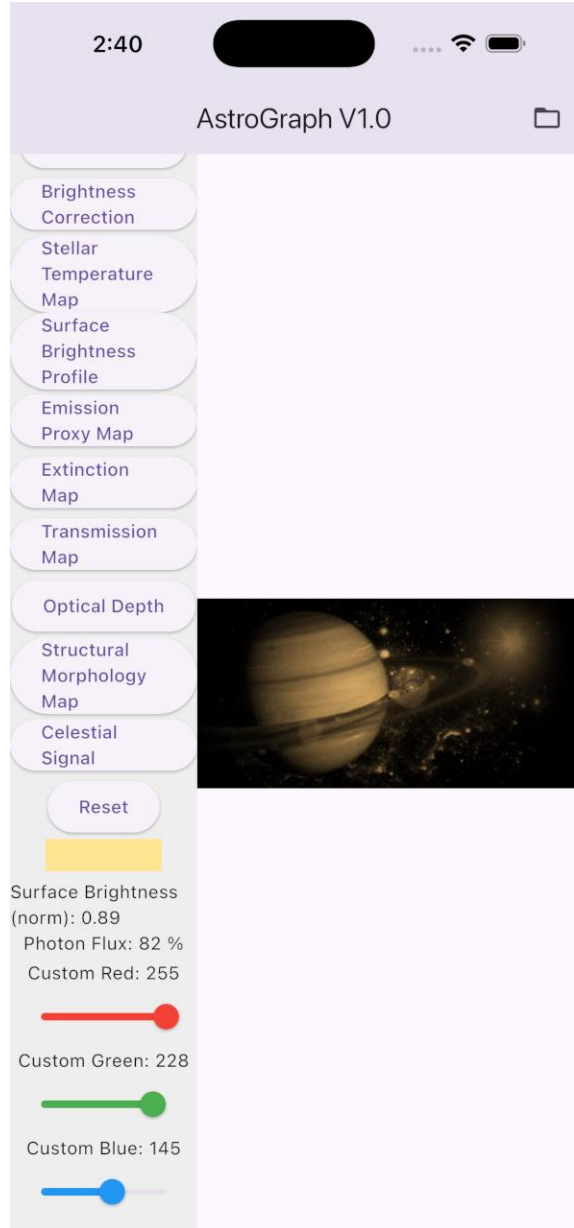 2:40
AstroGraph V1.0
Brightness
Correction
Stellar
Temperature
Map
Surface
Brightness
Profile
Emission
Proxy Map
Extinction
Map
Transmission
Map
Optical Depth
Structural
Morphology
Map
Celestial
Signal
Reset
Surface Brightness
(norm): 0.89
Photon Flux: 82 %
Custom Red: 255
Custom Green: 228
Custom Blue: 145